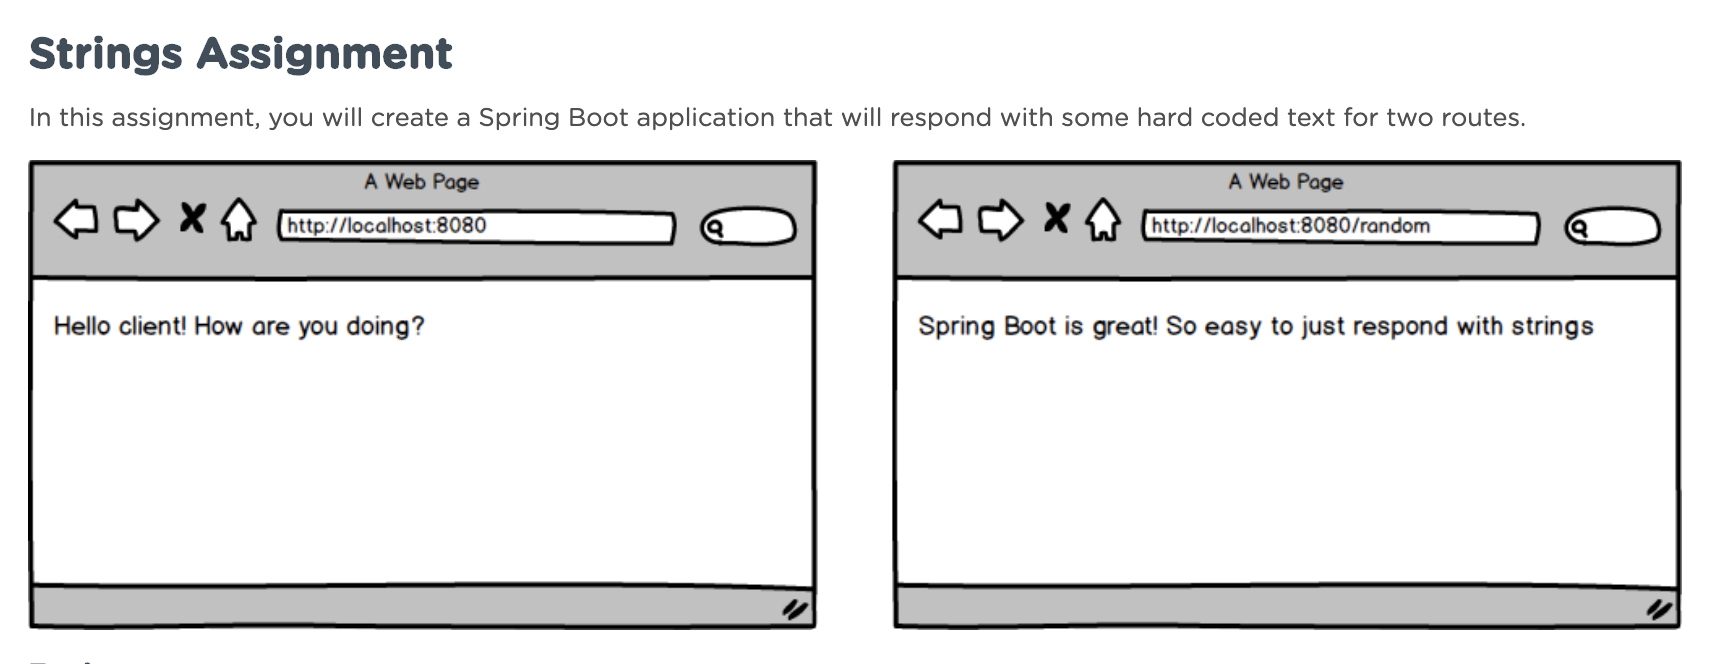 Strings Assignment
In this assignment, you will create a Spring Boot application that will respond with some hard coded text for two routes.
A Web Page
http://localhost:8080
Hello client! How are you doing?
A Web Page
http://localhost:8080/random
Spring Boot is great! So easy to just respond with strings